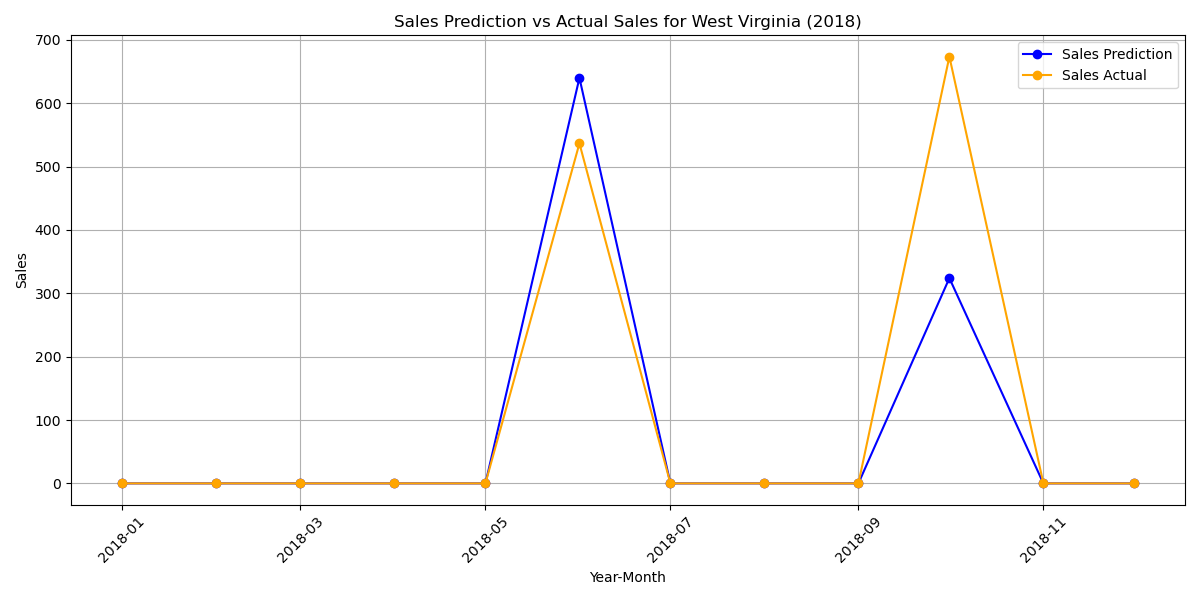 Sales Prediction vs Actual Sales for West Virginia (2018)
Sales Prediction
Sales Actual
Sales
700
600
500
400
300
200
100
0
2018-01
2018-03
2018-05
2018-07
2018-09
2018-11
Year-Month